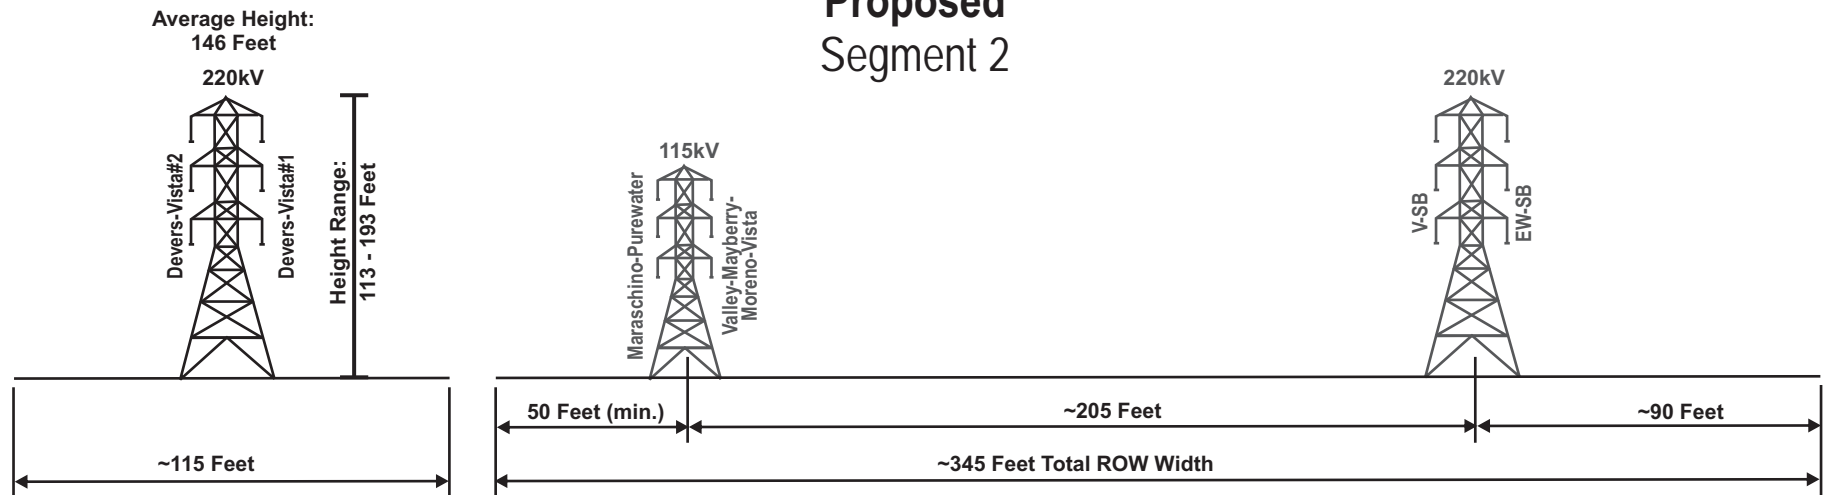 Proposed
Segment 2
Average Height:
146 Feet
220kV
Devers-Vista#2
Devers-Vista#1
Height Range:
113 - 193 Feet
115kV
Maraschino-Purewater
Valley-Mayberry-
Moreno-Vista
220kV
V-SB
EW-SB
50 Feet (min.)
~205 Feet
~90 Feet
~115 Feet
~345 Feet Total ROW Width